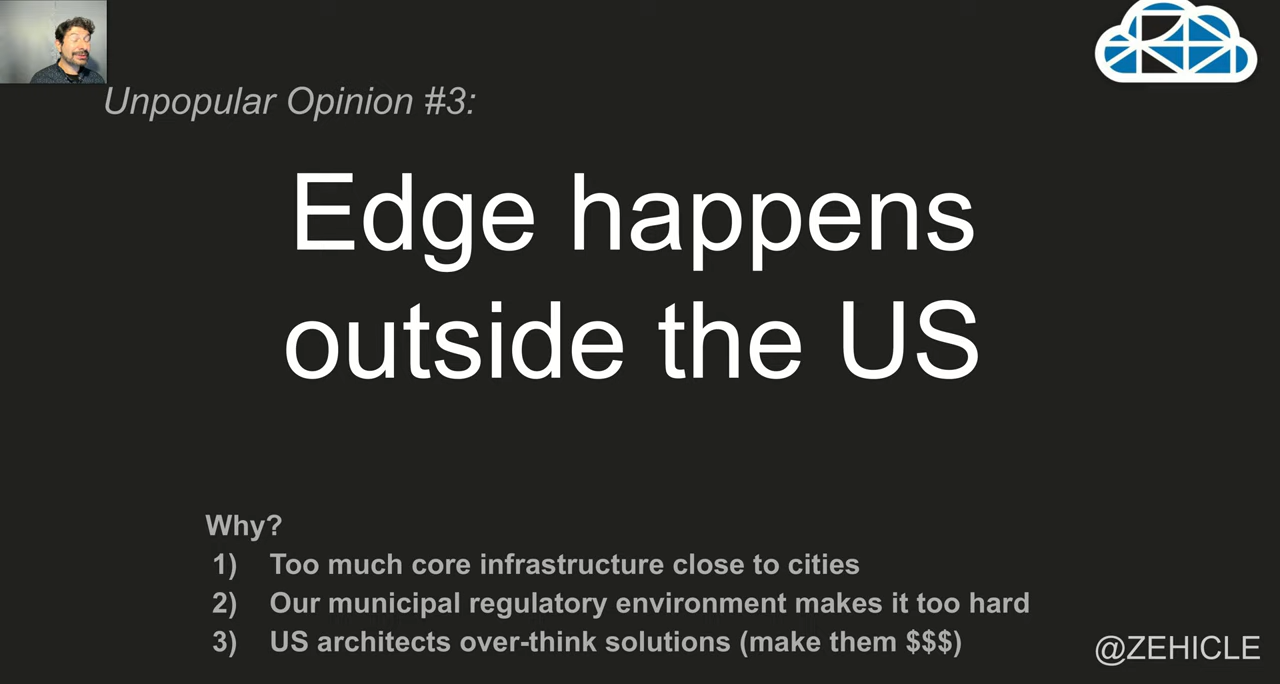 Unpopular Opinion #3:
Edge happens
outside the US
Why?
1) Too much core infrastructure close to cities
2) Our municipal regulatory environment makes it too hard
3) US architects over-think solutions (make them $$$)
@ZEHICLE